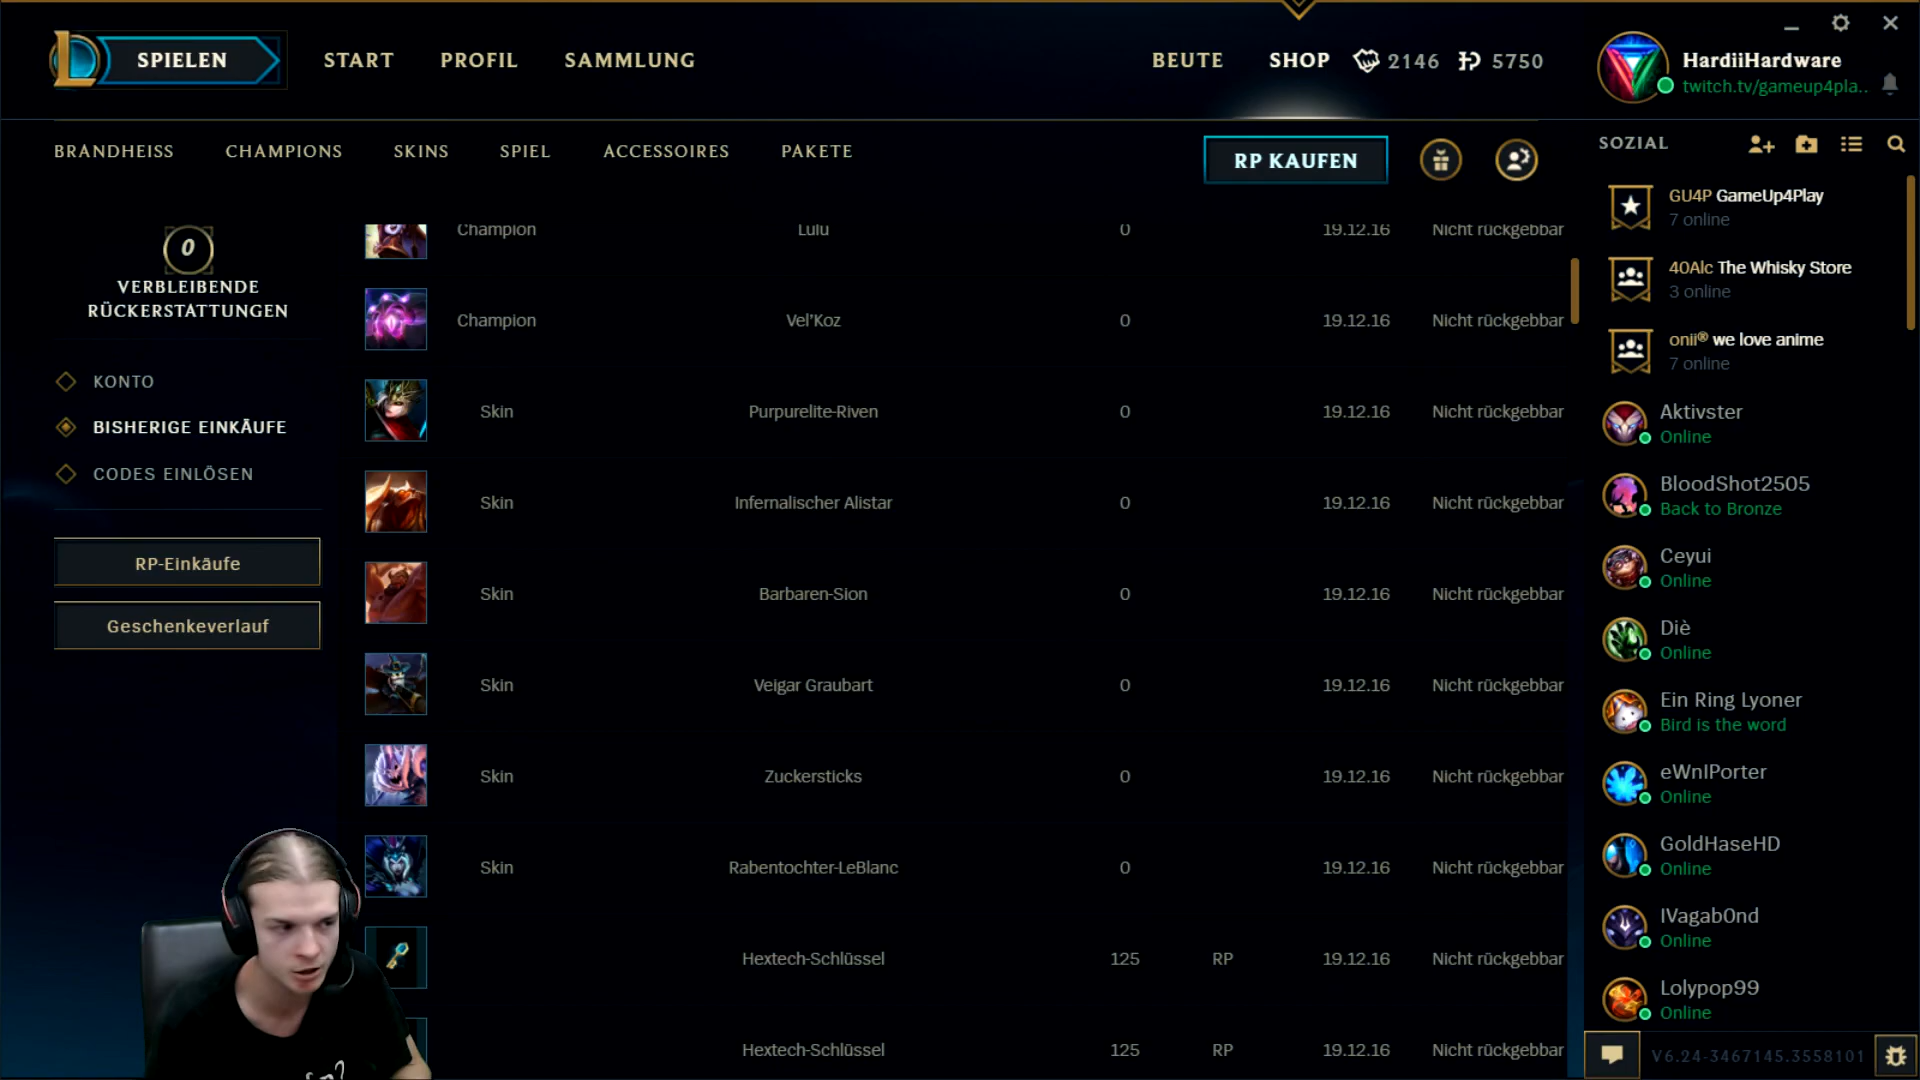 SPIELEN
START
PROFIL
SAMMLUNG
BEUTE
SHOP
2146
5750
HardiiHardware
twitch.tv/gameup4pla..
BRANDHEISS
CHAMPIONS
SKINS
SPIEL
ACCESSOIRES
PAKETE
RP KAUFEN
0
VERBLEIBENDE
RÜCKERSTATTUNGEN
KONTO
BISHERIGE EINKÄUFE
CODES EINLÖSEN
RP-Einkäufe
Geschenkeverlauf
Champion Lulu 0 19.12.16 Nicht rückgebbar
Champion Vel'Koz 0 19.12.16 Nicht rückgebbar
Skin Purpurelite-Riven 0 19.12.16 Nicht rückgebbar
Skin Infernalischer Alistar 0 19.12.16 Nicht rückgebbar
Skin Barbaren-Sion 0 19.12.16 Nicht rückgebbar
Skin Veigar Graubart 0 19.12.16 Nicht rückgebbar
Skin Zuckersticks 0 19.12.16 Nicht rückgebbar
Skin Rabentochter-LeBlanc 0 19.12.16 Nicht rückgebbar
Hextech-Schlüssel 125 RP 19.12.16 Nicht rückgebbar
Hextech-Schlüssel 125 RP 19.12.16 Nicht rückgebbar
SOZIAL
GU4P GameUp4Play
7 online
40Alc The Whisky Store
3 online
onii® we love anime
7 online
Aktivster
Online
BloodShot2505
Back to Bronze
Ceyui
Online
Diè
Online
Ein Ring Lyoner
Bird is the word
eWnIPorter
Online
GoldHaseHD
Online
IVagab0nd
Online
Lolypop99
Online
V6.24-3467145.3558101